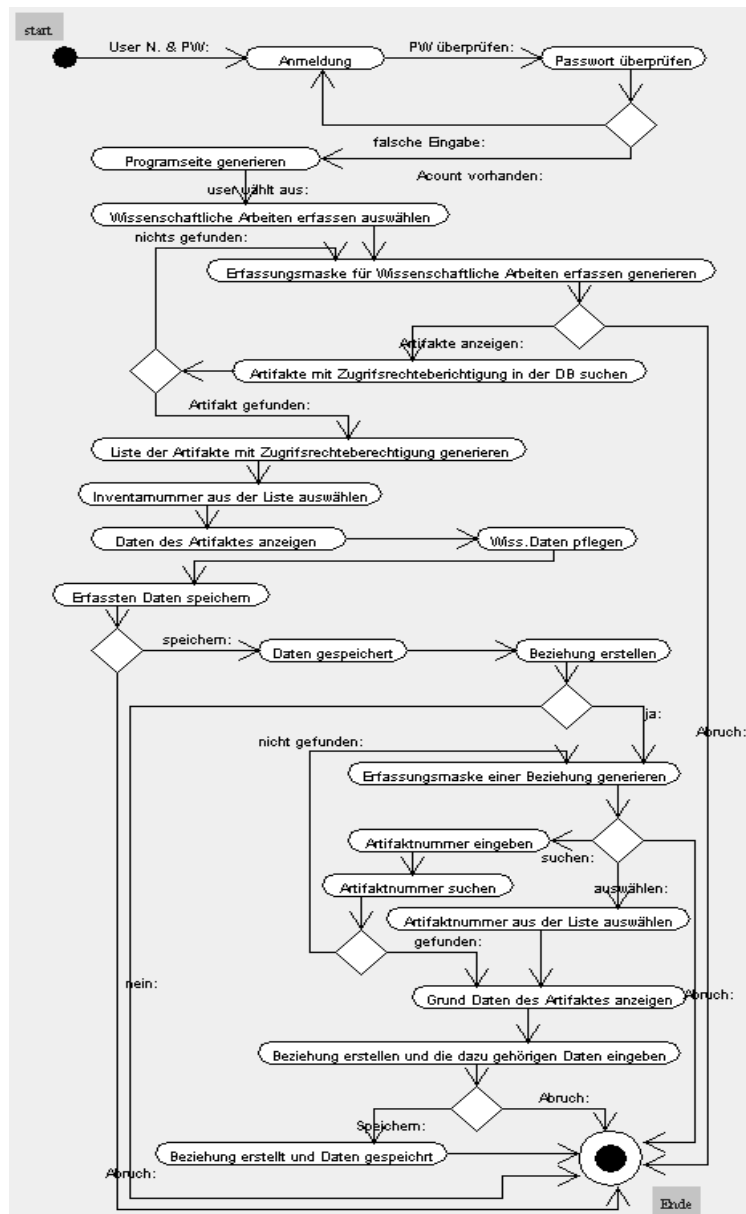 start
User N. & PW:
Anmeldung
PW überprüfen:
Passwort überprüfen
falsche Eingabe:
Programseite generieren
Acount vorhanden:
user wählt aus:
Wissenschaftliche Arbeiten erfassen auswählen
nichts gefunden:
Erfassungsmaske für Wissenschaftliche Arbeiten erfassen generieren
Artifakte anzeigen:
Artifakte mit Zugrifsrechteberichtigung in der DB suchen
Artifakt gefunden:
Liste der Artifakte mit Zugrifsrechteberechtigung generieren
Inventarnummer aus der Liste auswählen
Daten des Artifaktes anzeigen
Wiss.Daten pflegen
Erfassten Daten speichern
speichern:
Daten gespeichert
Beziehung erstellen
ja:
Abruch:
nicht gefunden:
Erfassungsmaske einer Beziehung generieren
Artifaktnummer eingeben
suchen:
Artifaktnummer suchen
auswählen:
Artifaktnummer aus der Liste auswählen
gefunden:
nein:
Grund Daten des Artifaktes anzeigen
Abruch:
Beziehung erstellen und die dazu gehörigen Daten eingeben
Abruch:
Speichern:
Beziehung erstellt und Daten gespeichrt
Abruch:
Ende